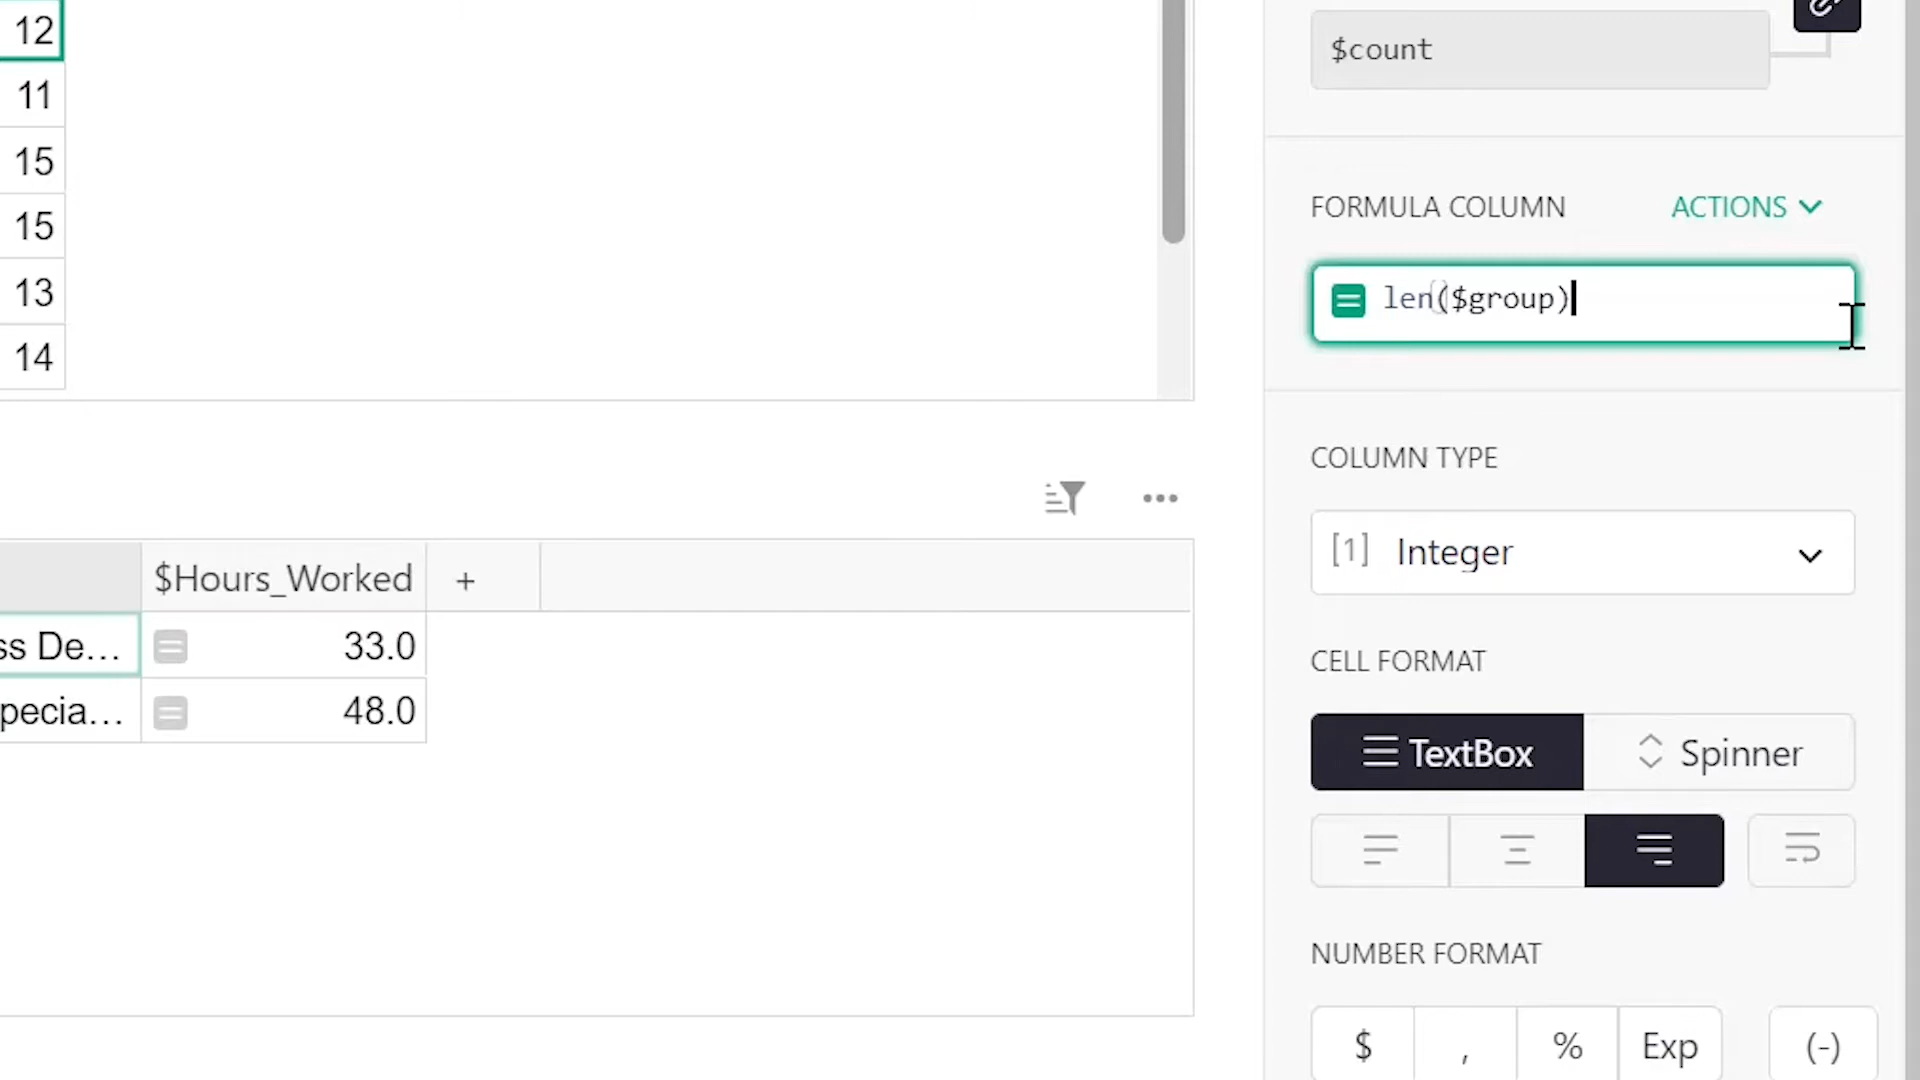 12
11
15
15
13
14
$Hours_Worked +
ss De... 33.0
pecia... 48.0
$count
FORMULA COLUMN ACTIONS
len($group)
COLUMN TYPE
[1] Integer
CELL FORMAT
TextBox Spinner
NUMBER FORMAT
$ , % Exp (-)